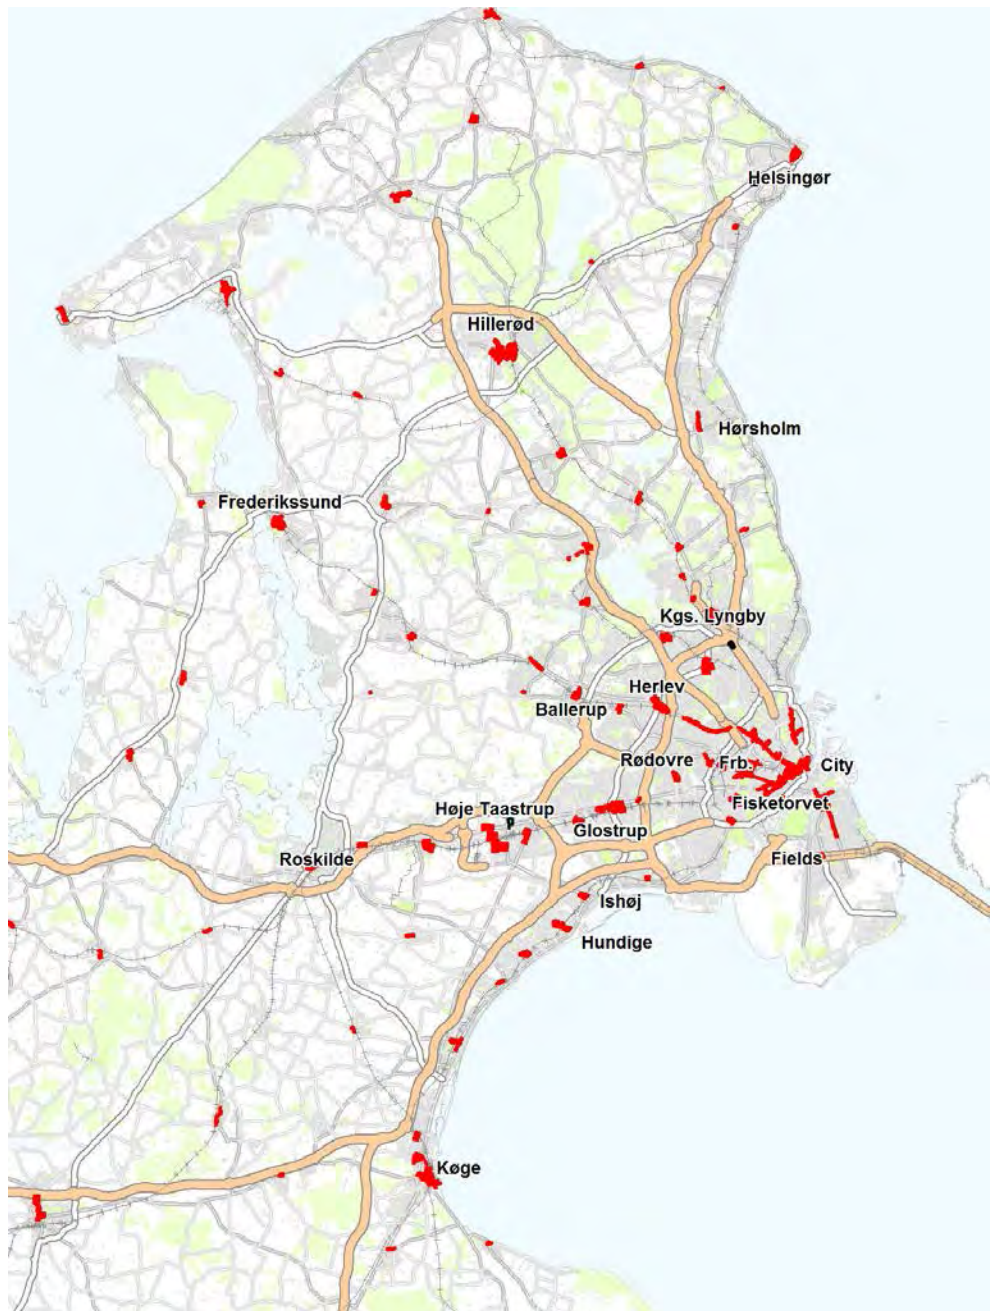 Helsingør
Hillerød
Hørsholm
Frederikssund
Kgs. Lyngby
Herlev
Ballerup
Rødovre
Frb.
City
Høje Taastrup
Fisketorvet
Glostrup
Roskilde
Fields
Ishøj
Hundige
Køge